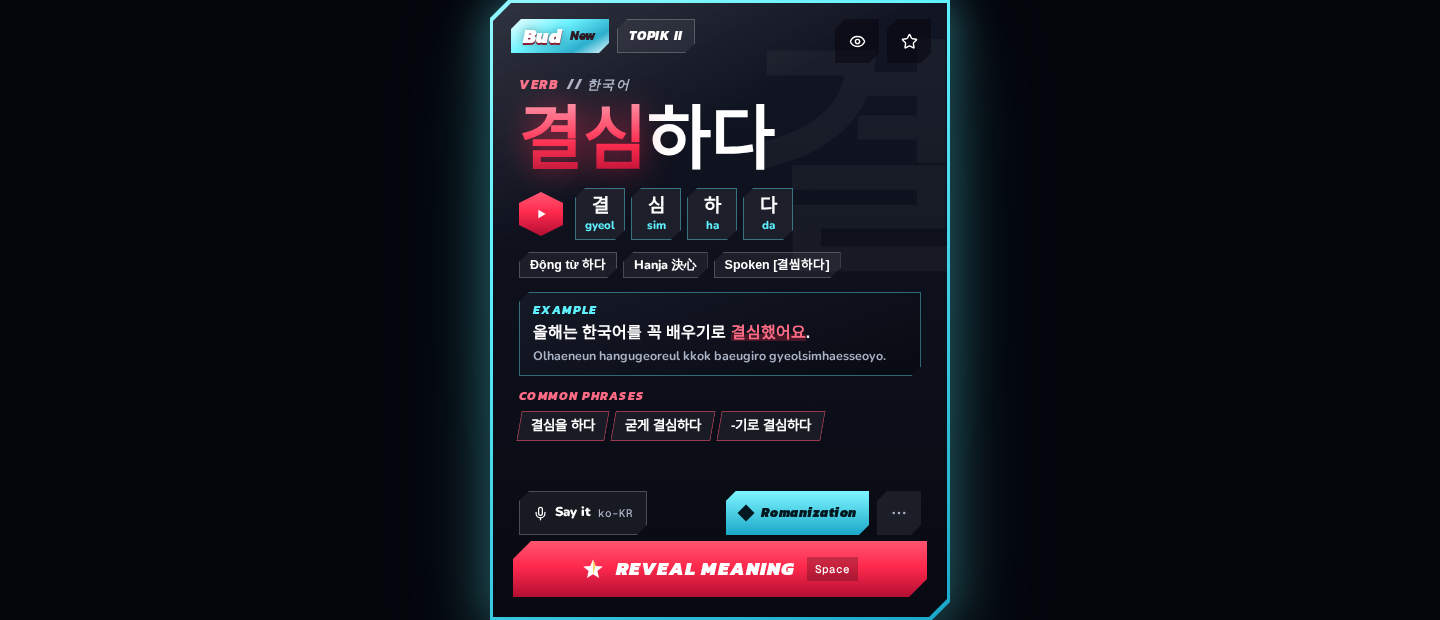 Bud New TOPIK II
VERB // 한국어
결심하다
결 심 하 다
gyeol sim ha da
Động từ 하다 Hanja 決心 Spoken [결씸하다]
EXAMPLE
올해는 한국어를 꼭 배우기로 결심했어요.
Olhaeneun hangugeoreul kkok baeugiro gyeolsimhaesseoyo.
COMMON PHRASES
결심을 하다 굳게 결심하다 -기로 결심하다
Say it ko-KR Romanization ...
REVEAL MEANING Space